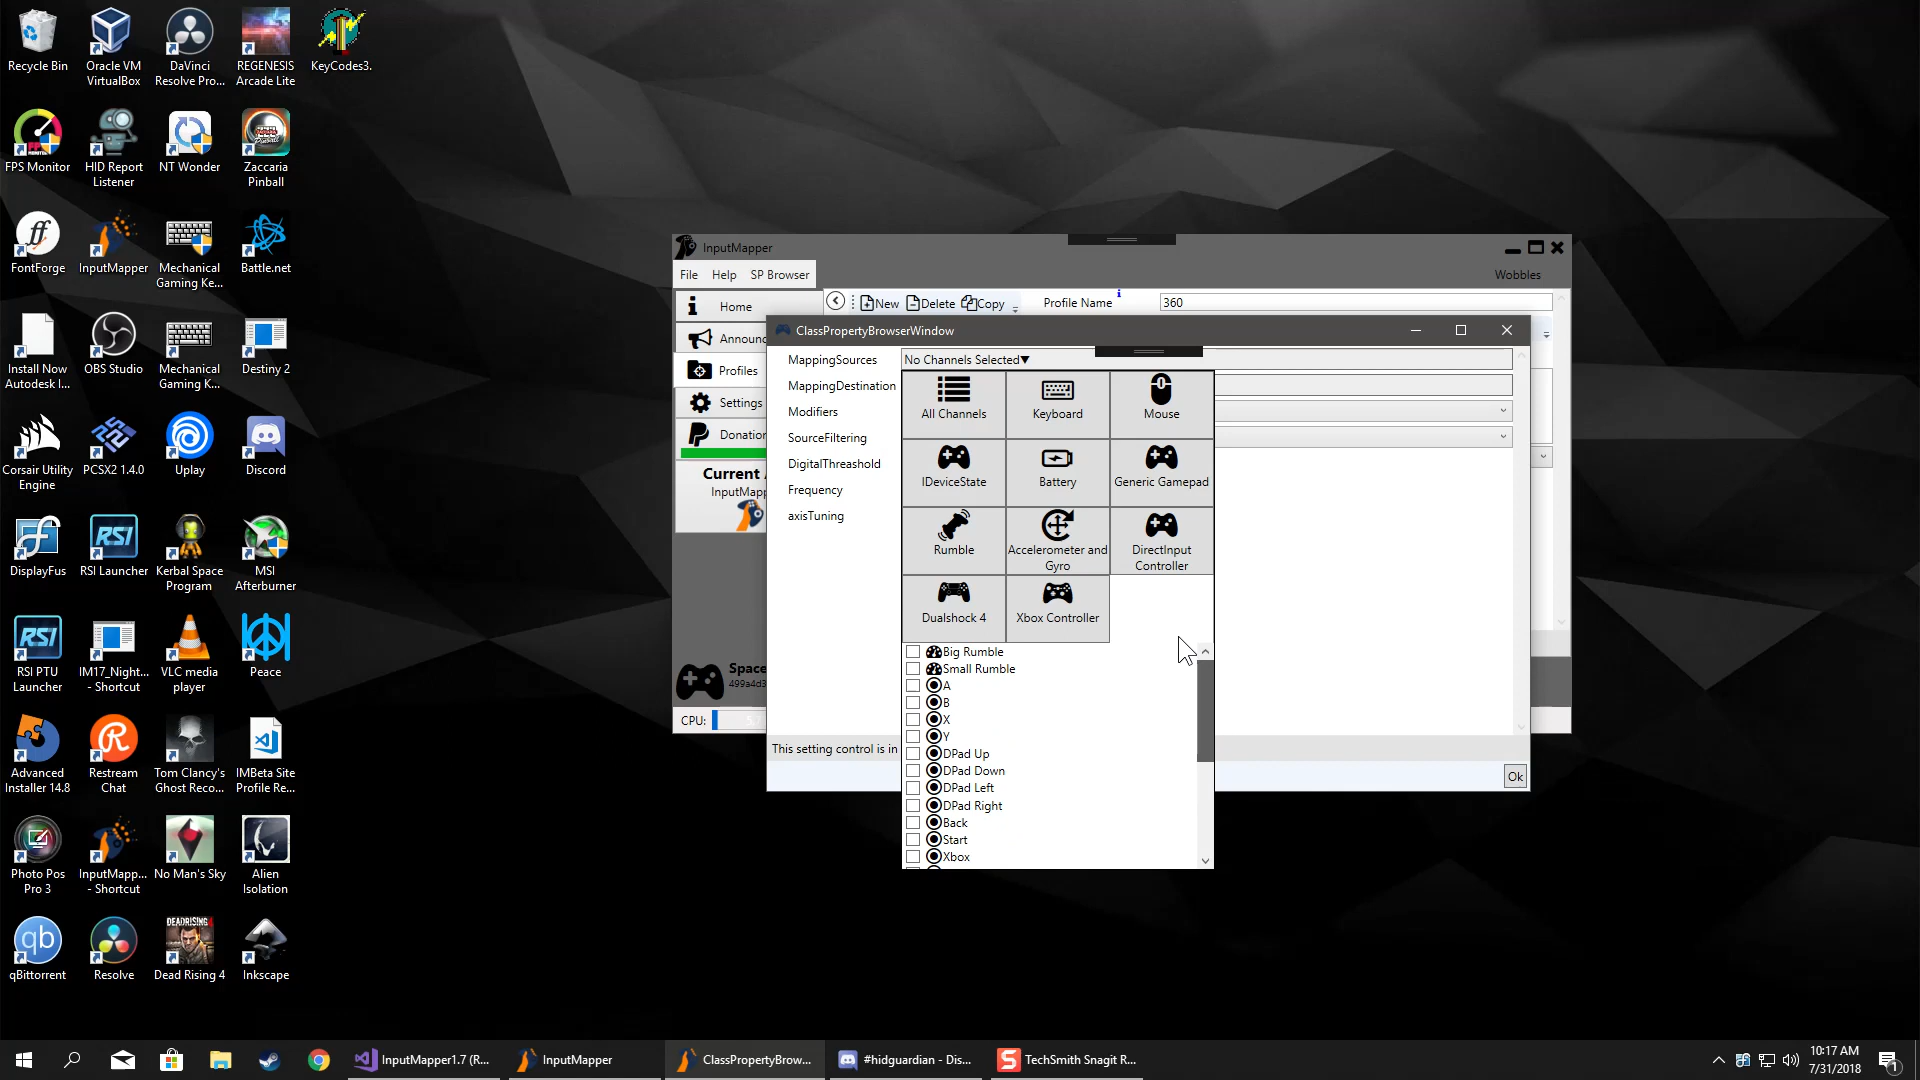 Recycle Bin
Oracle VM
VirtualBox
DaVinci
Resolve Pro...
REGENESIS
Arcade Lite
KeyCodes3.
FPS Monitor
HID Report
Listener
NT Wonder
Zaccaria
Pinball
FontForge
InputMapper
Mechanical
Gaming Ke...
Battle.net
Install Now
Autodesk I...
OBS Studio
Mechanical
Gaming K...
Destiny 2
Corsair Utility
Engine
PCSX2 1.4.0
Uplay
Discord
DisplayFus
RSI Launcher
Kerbal Space
Program
MSI
Afterburner
RSI PTU
Launcher
IM17_Night...
- Shortcut
VLC media
player
Peace
Advanced
Installer 14.8
Restream
Chat
Tom Clancy's
Ghost Reco...
IMBeta Site
Profile Re...
Photo Pos
Pro 3
InputMapp...
- Shortcut
No Man's Sky
Alien
Isolation
qBittorrent
Resolve
Dead Rising 4
Inkscape
InputMapper
File Help SP Browser
Wobbles
Home
Announc
Profiles
Settings
Donation
Current A
InputMapp
Space
499a4d3
CPU:
New Delete Copy
Profile Name
360
ClassPropertyBrowserWindow
MappingSources
MappingDestination
Modifiers
SourceFiltering
DigitalThreashold
Frequency
axisTuning
No Channels Selected▼
All Channels
Keyboard
Mouse
IDeviceState
Battery
Generic Gamepad
Rumble
Accelerometer and
Gyro
DirectInput
Controller
Dualshock 4
Xbox Controller
Big Rumble
Small Rumble
A
B
X
Y
DPad Up
DPad Down
DPad Left
DPad Right
Back
Start
Xbox
This setting control is in
Ok
InputMapper1.7 (R...
InputMapper
ClassPropertyBrow...
#hidguardian - Dis...
TechSmith Snagit R...
10:17 AM
7/31/2018
1